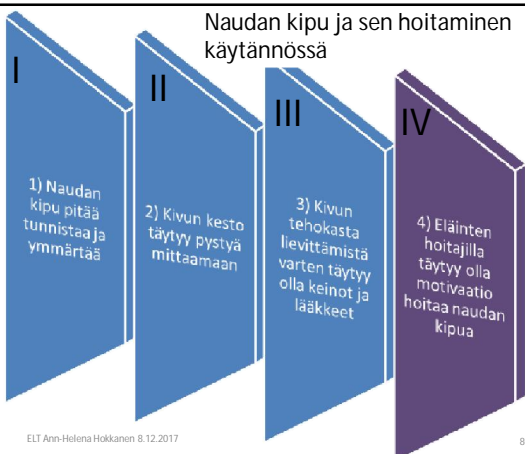 Naudan kipu ja sen hoitaminen
käytännössä
I
1) Naudan
kipu pitää
tunnistaa ja
ymmärtää
II
2) Kivun kesto
täytyy pystyä
mittaamaan
III
3) Kivun
tehokasta
lievittämistä
varten täytyy
olla keinot ja
lääkkeet
IV
4) Eläinten
hoitajilla
täytyy olla
motivaatio
hoitaa naudan
kipua
ELT Ann-Helena Hokkanen 8.12.2017
8